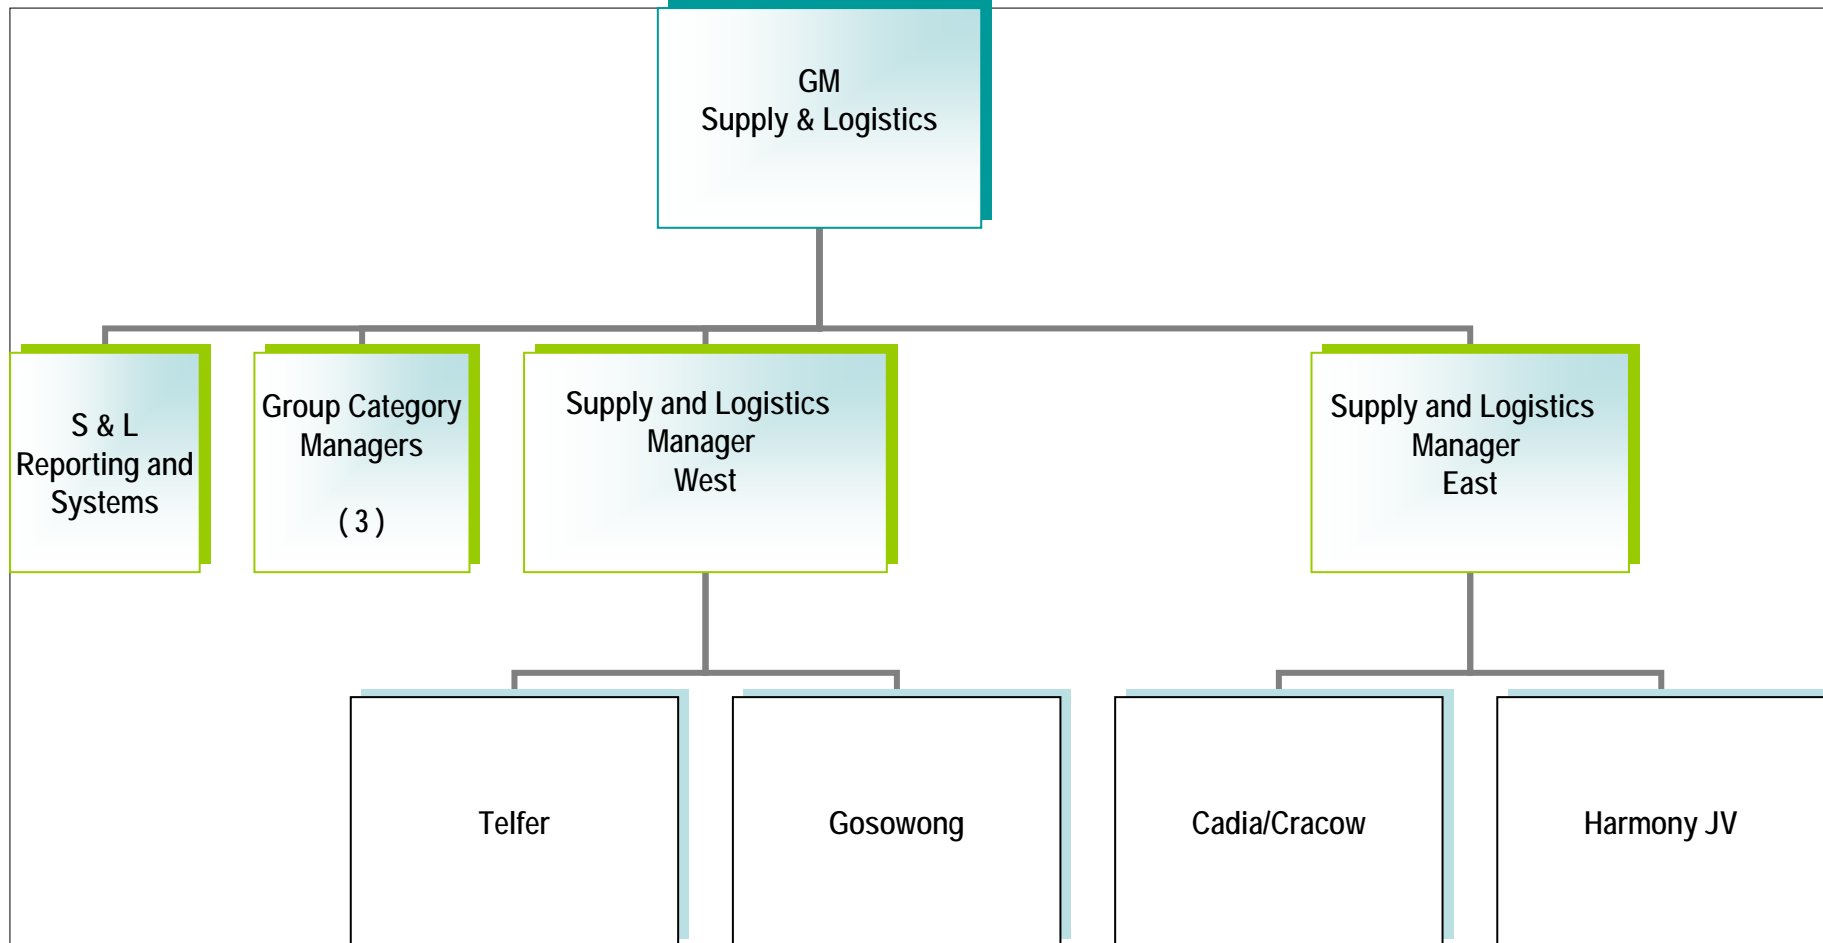 GM
Supply & Logistics
S & L
Reporting and
Systems
Group Category
Managers
( 3 )
Supply and Logistics
Manager
West
Supply and Logistics
Manager
East
Telfer
Gosowong
Cadia/Cracow
Harmony JV